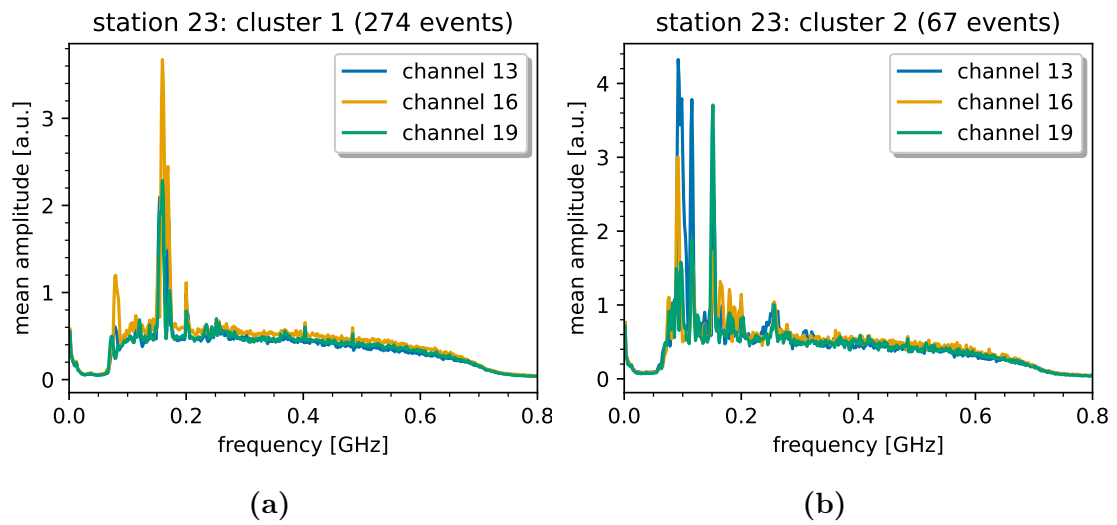 station 23: cluster 1 (274 events)
mean amplitude [a.u.]
3
2
1
0
channel 13
channel 16
channel 19
0.0 0.2 0.4 0.6 0.8
frequency [GHz]
(a)
station 23: cluster 2 (67 events)
mean amplitude [a.u.]
4
3
2
1
0
channel 13
channel 16
channel 19
0.0 0.2 0.4 0.6 0.8
frequency [GHz]
(b)